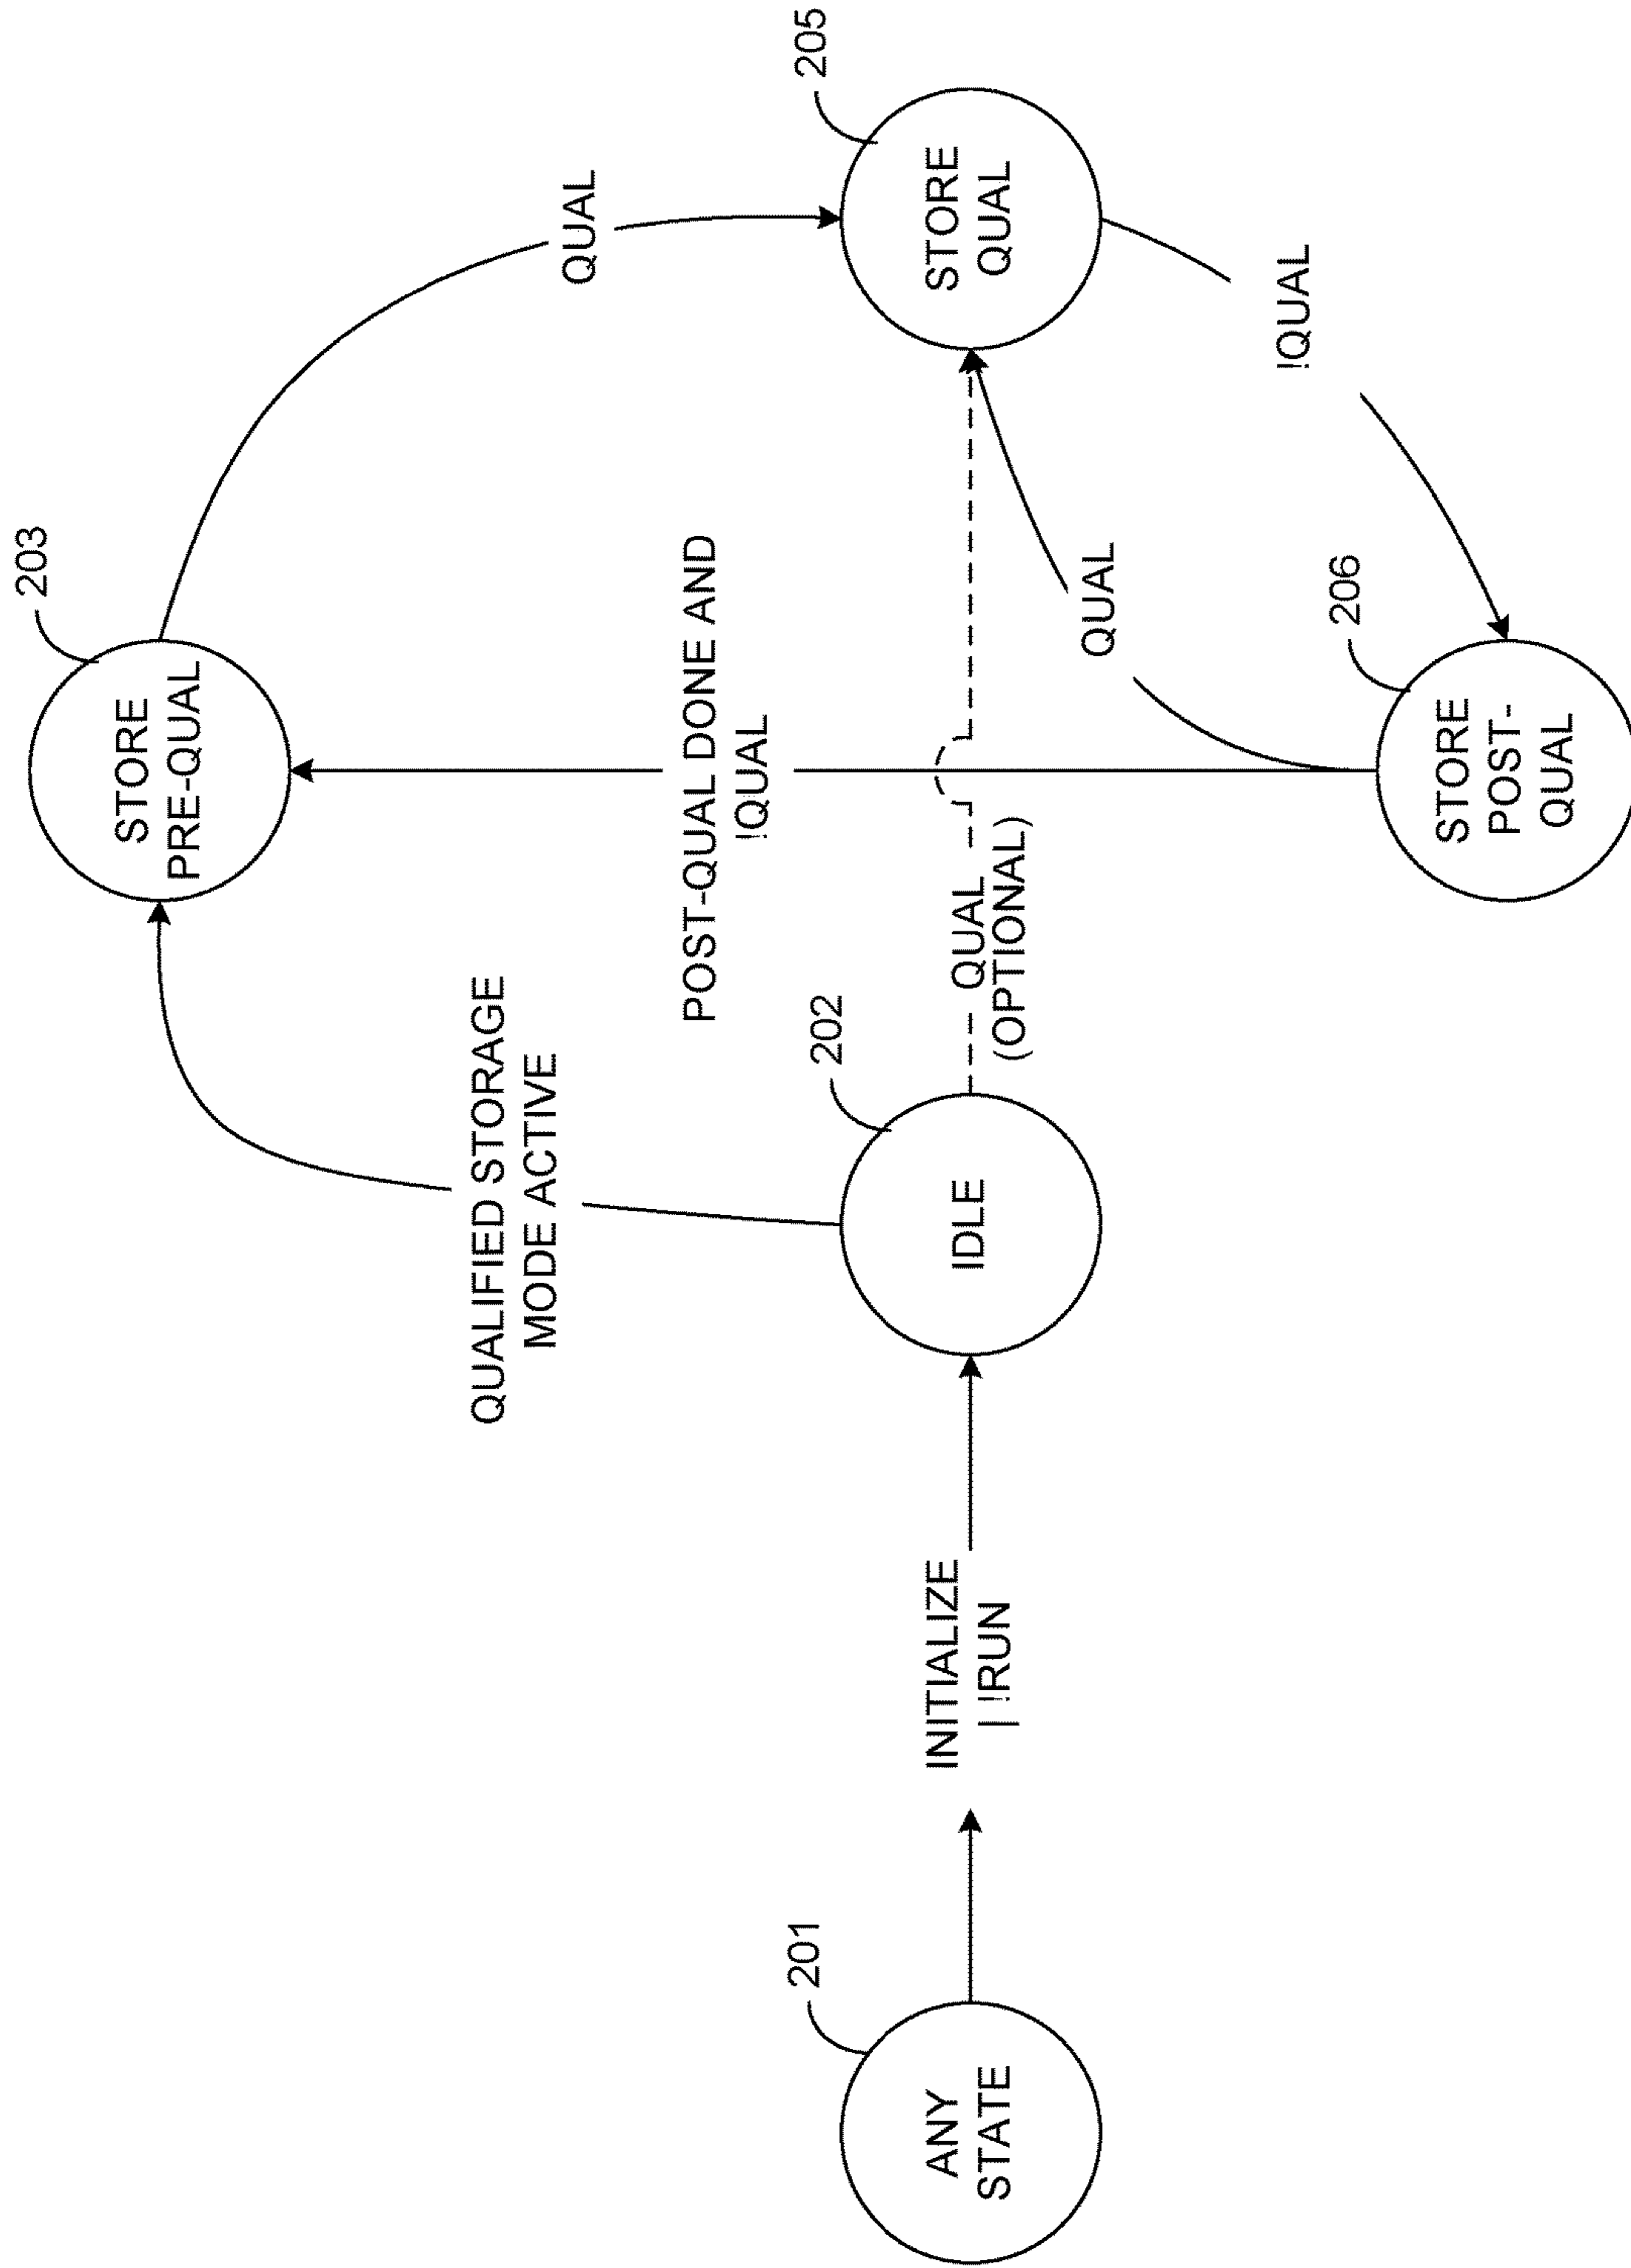 203
STORE
PRE-QUAL
QUALIFIED STORAGE
MODE ACTIVE
QUAL
POST-QUAL DONE AND
!QUAL
201
ANY
STATE
INITIALIZE
| !RUN
202
IDLE
QUAL
(OPTIONAL)
205
STORE
QUAL
QUAL
!QUAL
206
STORE
POST-
QUAL